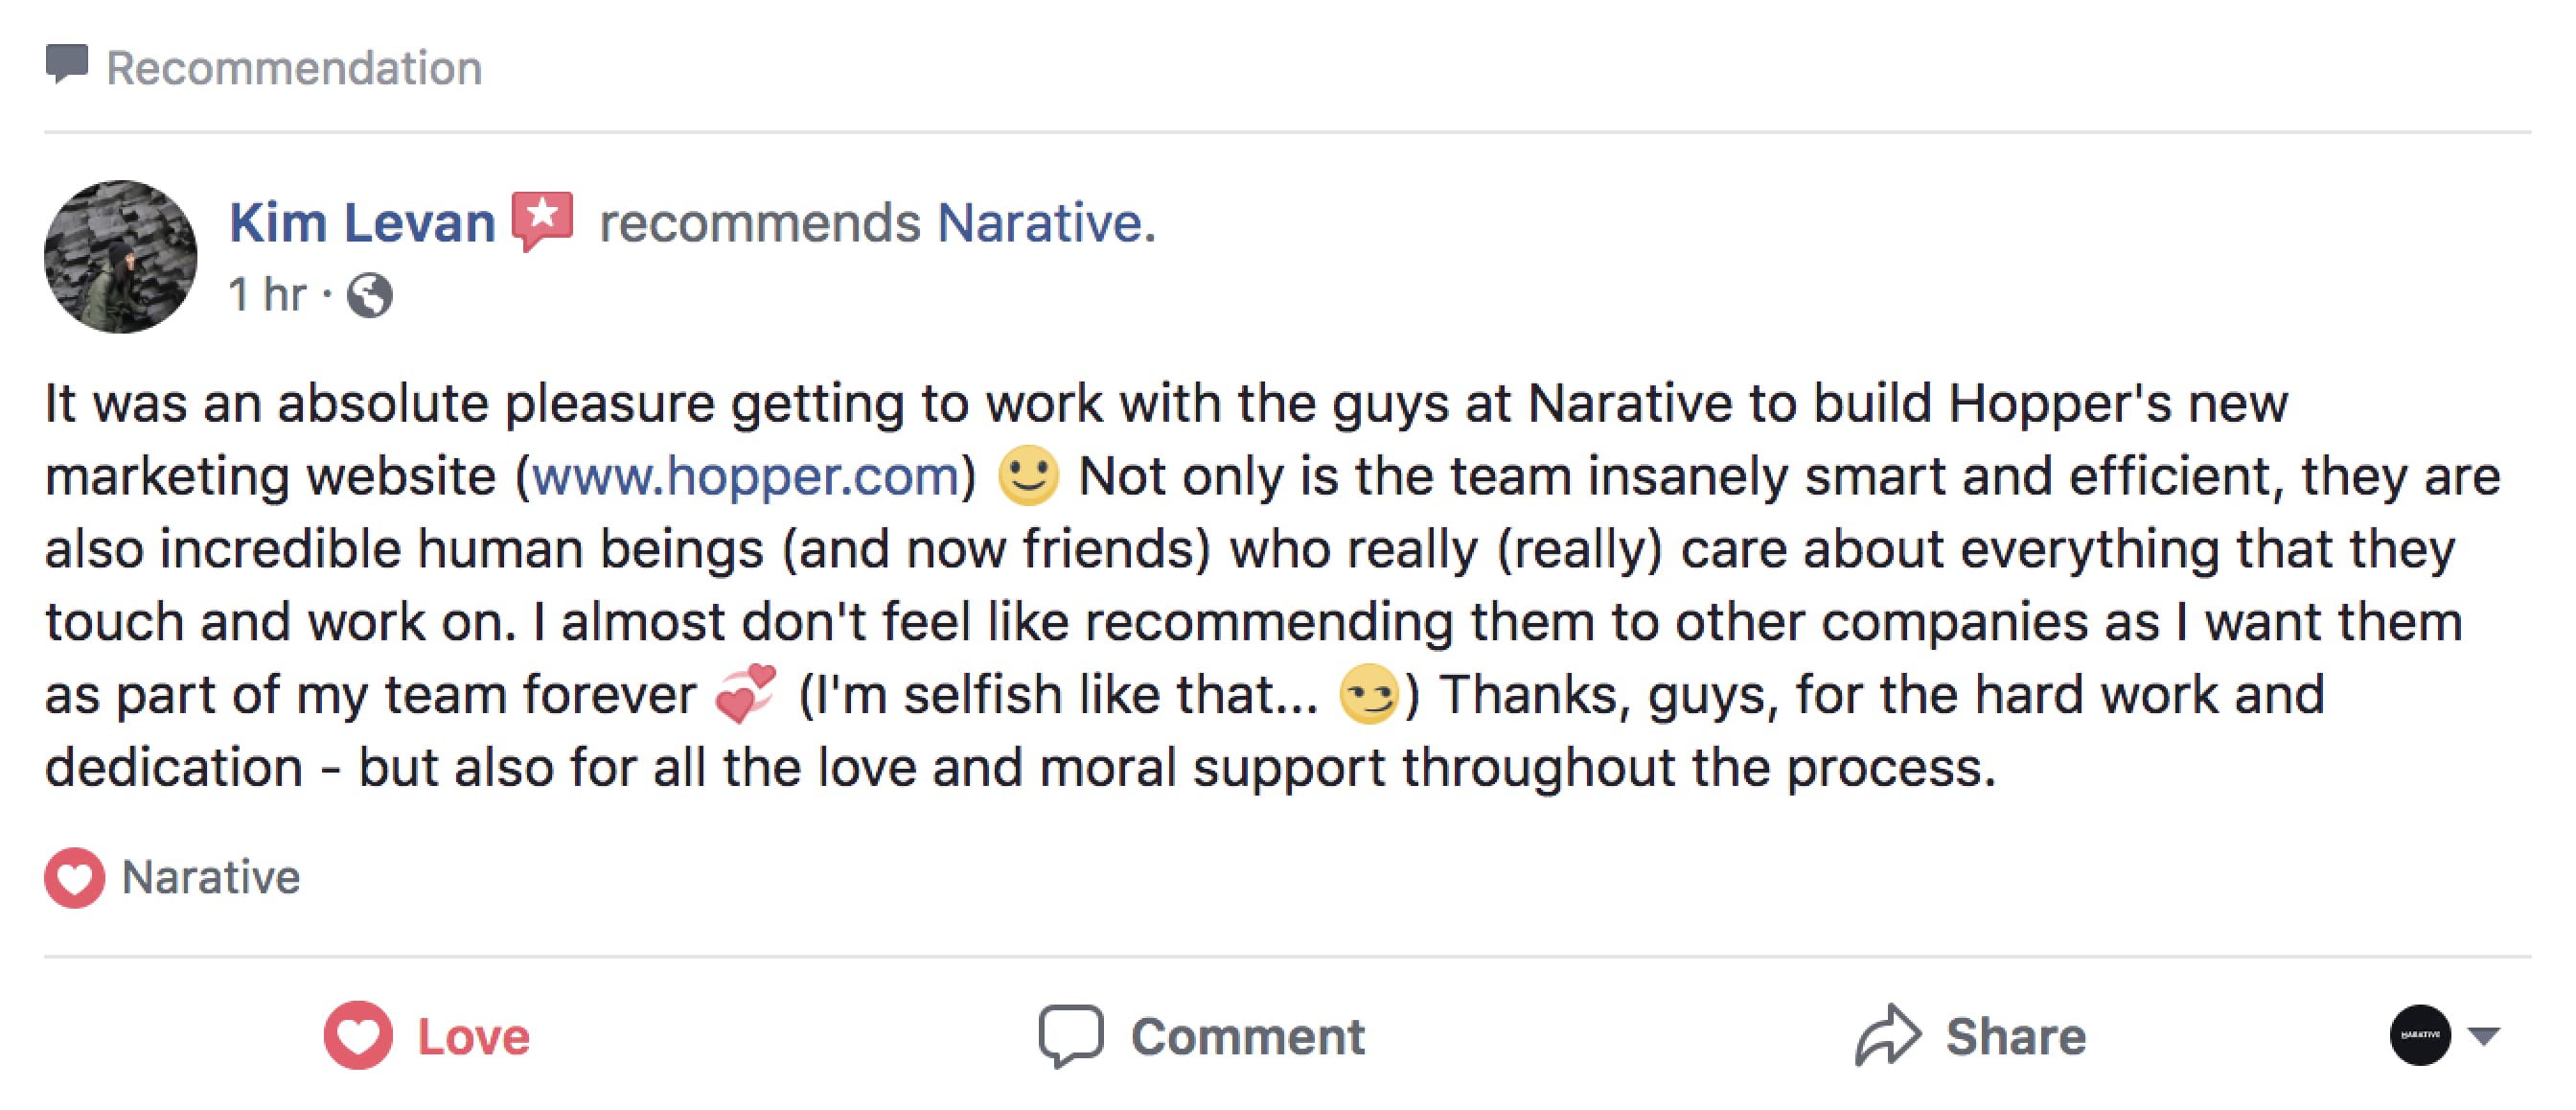 Recommendation
Kim Levan recommends Narative.
1 hr ·
It was an absolute pleasure getting to work with the guys at Narative to build Hopper's new
marketing website (www.hopper.com) 🙂 Not only is the team insanely smart and efficient, they are
also incredible human beings (and now friends) who really (really) care about everything that they
touch and work on. I almost don't feel like recommending them to other companies as I want them
as part of my team forever 💞 (I'm selfish like that... 😏) Thanks, guys, for the hard work and
dedication - but also for all the love and moral support throughout the process.
Narative
Love Comment Share NARATIVE